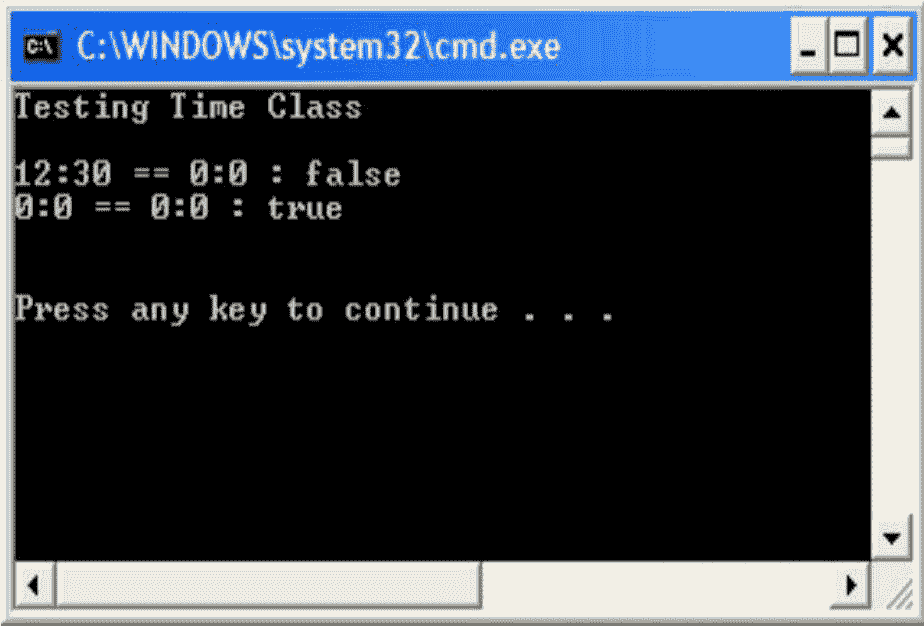 C:\WINDOWS\system32\cmd.exe
Testing Time Class
12:30 == 0:0 : false
0:0 == 0:0 : true
Press any key to continue . . .